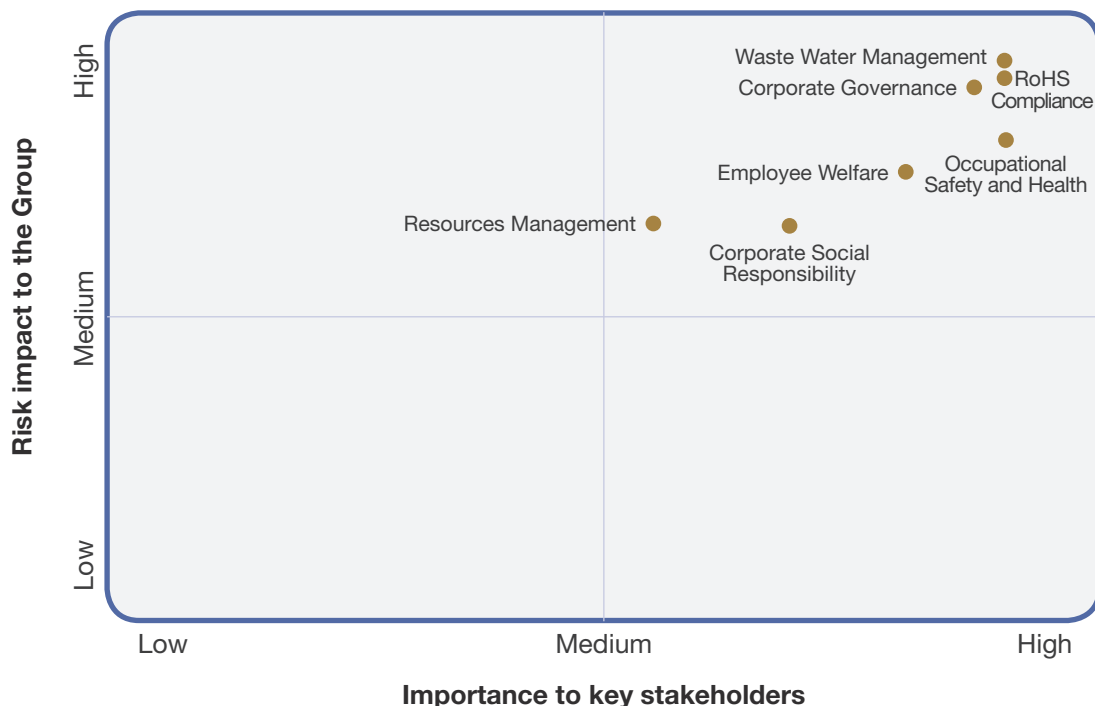 Risk impact to the Group
High
Medium
Low
Waste Water Management
RoHS
Compliance
Corporate Governance
Occupational
Safety and Health
Employee Welfare
Resources Management
Corporate Social
Responsibility
Low
Medium
High
Importance to key stakeholders